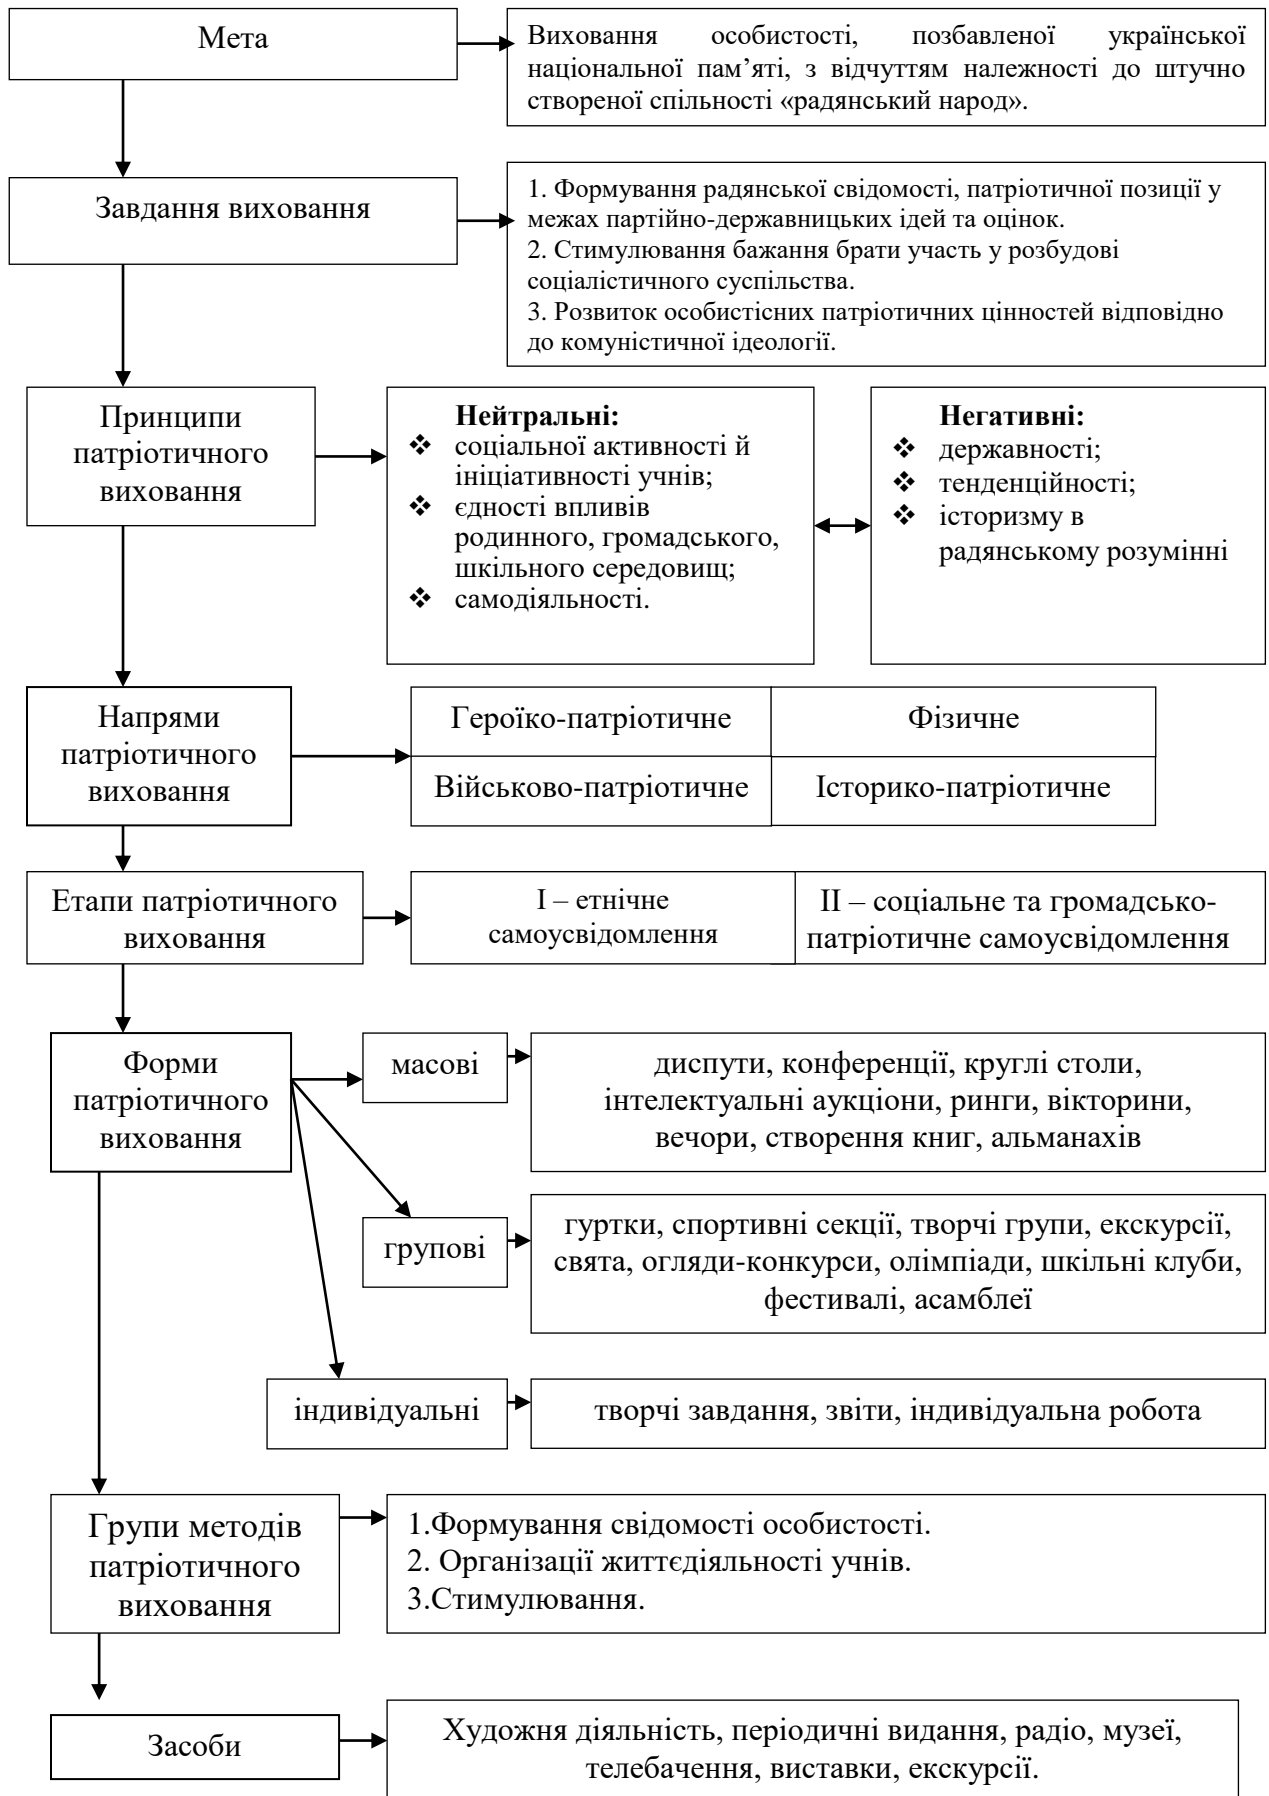 Мета
Виховання особистості, позбавленої української
національної пам’яті, з відчуттям належності до штучно
створеної спільності «радянський народ».
Завдання виховання
1. Формування радянської свідомості, патріотичної позиції у
межах партійно-державницьких ідей та оцінок.
2. Стимулювання бажання брати участь у розбудові
соціалістичного суспільства.
3. Розвиток особистісних патріотичних цінностей відповідно
до комуністичної ідеології.
Принципи
патріотичного
виховання
Нейтральні:
❖ соціальної активності й
ініціативності учнів;
❖ єдності впливів
родинного, громадського,
шкільного середовищ;
❖ самодіяльності.
Негативні:
❖ державності;
❖ тенденційності;
❖ історизму в
радянському розумінні
Напрями
патріотичного
виховання
Героїко-патріотичне
Фізичне
Військово-патріотичне
Історико-патріотичне
Етапи патріотичного
виховання
І – етнічне
самоусвідомлення
ІІ – соціальне та громадсько-
патріотичне самоусвідомлення
Форми
патріотичного
виховання
масові
диспути, конференції, круглі столи,
інтелектуальні аукціони, ринги, вікторини,
вечори, створення книг, альманахів
групові
гуртки, спортивні секції, творчі групи, екскурсії,
свята, огляди-конкурси, олімпіади, шкільні клуби,
фестивалі, асамблеї
індивідуальні
творчі завдання, звіти, індивідуальна робота
Групи методів
патріотичного
виховання
1.Формування свідомості особистості.
2. Організації життєдіяльності учнів.
3.Стимулювання.
Засоби
Художня діяльність, періодичні видання, радіо, музеї,
телебачення, виставки, екскурсії.